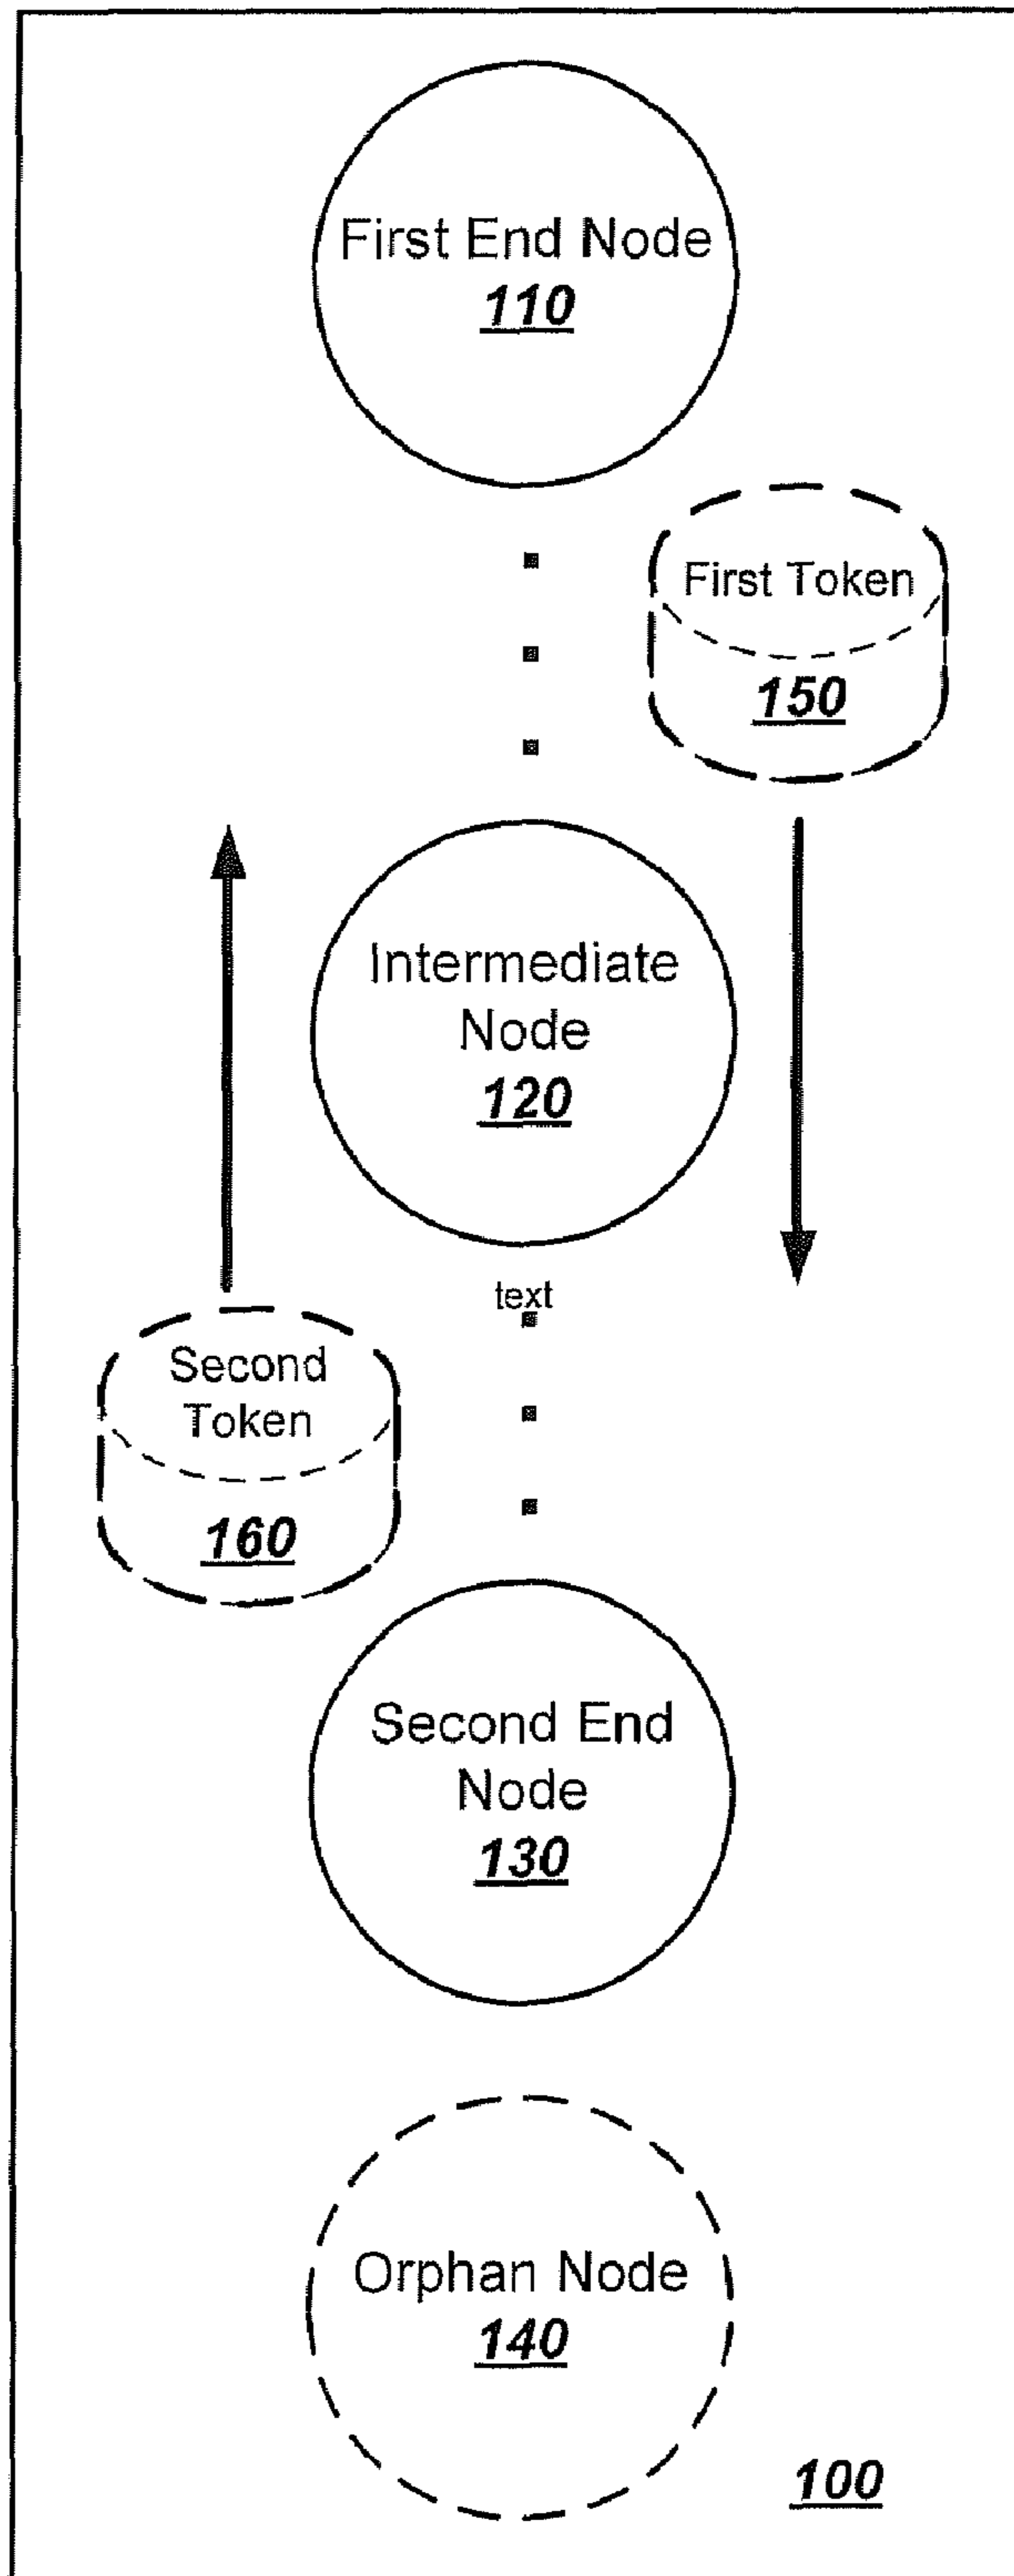 First End Node
110
First Token
150
Intermediate
Node
120
text
Second
Token
160
Second End
Node
130
Orphan Node
140
100